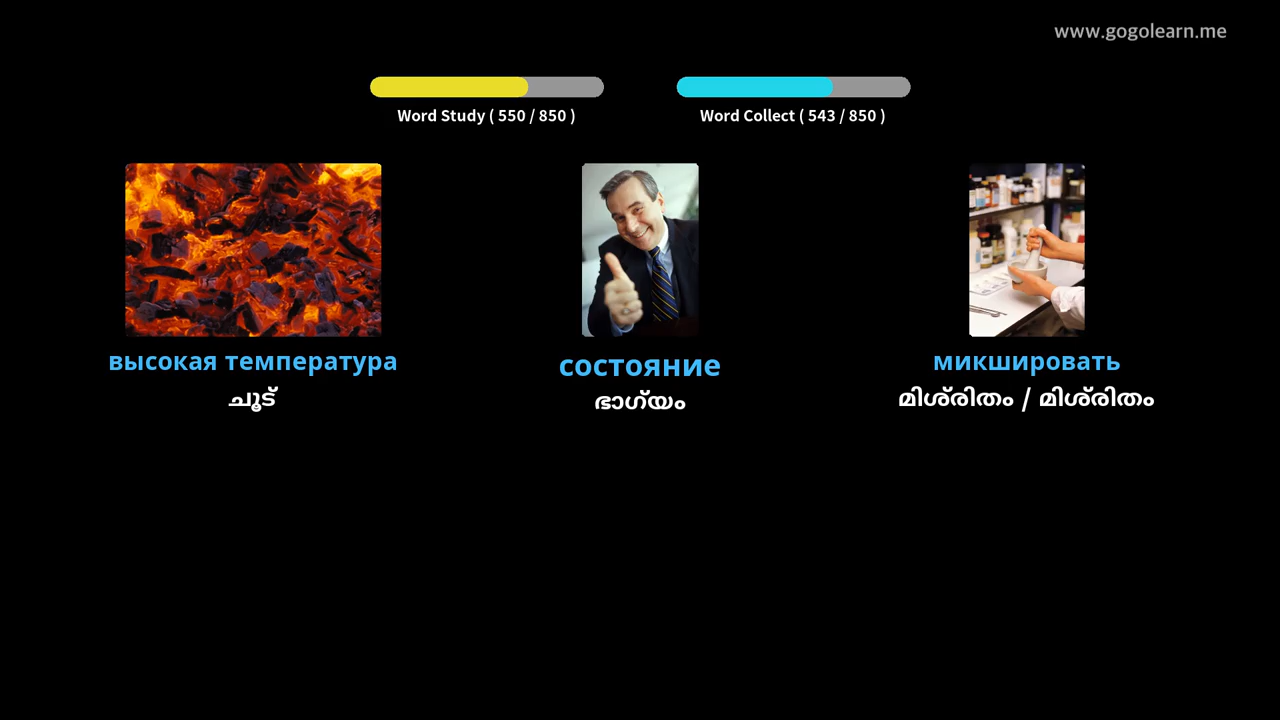 www.gogolearn.me
Word Study ( 550 / 850 )
Word Collect ( 543 / 850 )
высокая температура
ചൂട്
состояние
ഭാഗ്യം
микшировать
മിശ്രിതം / മിശ്രിതം